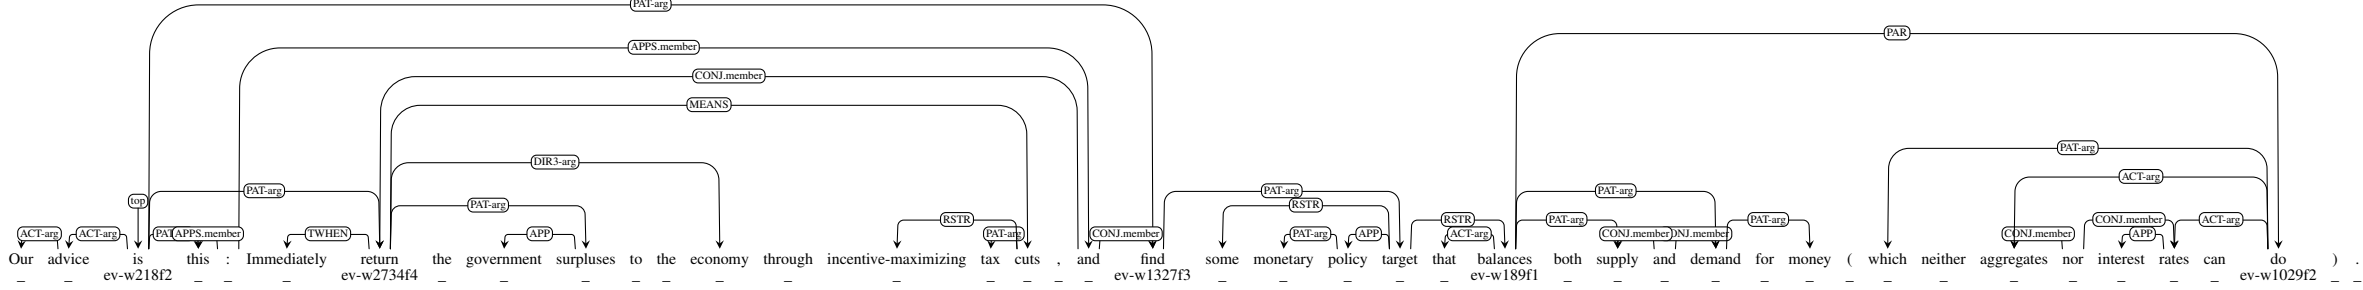 PAT-arg
PAR
APPS.member
CONJ.member
MEANS
PAT-arg
DIR3-arg
ACT-arg
PAT-arg PAT-arg PAT-arg
top PAT-arg RSTR
RSTR RSTR CONJ.member ACT-arg
PAT-arg PAT-arg
ACT-arg ACT-arg APPS.member TWHEN APP PAT-arg CONJ.member PAT-arg APP ACT-arg CONJ.member CONJ.member CONJ.member APP
Our advice is this : Immediately return the government surpluses to the economy through incentive-maximizing tax cuts , and find some monetary policy target that balances both supply and demand for money ( which neither aggregates nor interest rates can do ) .
ev-w218f2 ev-w2734f4 ev-w1327f3 ev-w189f1 ev-w1029f2
_ _ _ _ _ _ _ _ _ _ _ _ _ _ _ _ _ _ _ _ _ _ _ _ _ _ _ _ _ _ _ _ _ _ _ _ _ _